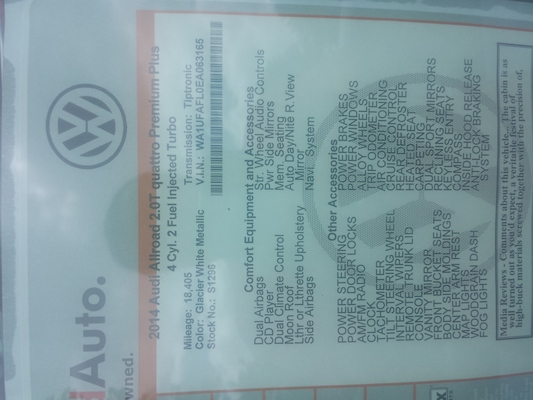 iAuto.
wned.
2014 Audi Allroad 2.0T quattro Premium Plus
4 Cyl. 2 Fuel Injected Turbo
Mileage: 18,405 Transmission: Tiptronic
Color: Glacier White Metallic V.I.N.: WA1UFAFL0EA063165
Stock No.: S1296
Comfort Equipment and Accessories
Dual Airbags Str. Wheel Audio Controls
CD Player Pwr. Side Mirrors
Dual Climate Control Mem. Seating
Moon Roof Auto Day/Nite R.View
Lthr or Lthrette Upholstery Mirror
Side Airbags Navi. System
Other Accessories
POWER STEERING POWER BRAKES
POWER DOOR LOCKS POWER WINDOWS
AM/FM RADIO ALLOY WHEELS
CLOCK TRIP ODOMETER
TACHOMETER AIR CONDITIONING
TILT STEERING WHEEL CRUISE CONTROL
INTERVAL WIPERS REAR DEFROSTER
REMOTE TRUNK LID HEATED SEAT
CONSOLE CARPETING
VANITY MIRROR DUAL SPORT MIRRORS
FRONT BUCKET SEATS RECLINING SEATS
BODY SIDE MOLDINGS KEYLESS ENTRY
CENTER ARM REST COMPASS
MAP LIGHTS INSIDE HOOD RELEASE
WOODGRAIN DASH ANTI-LOCK BRAKING
FOG LIGHTS SYSTEM
Media Reviews - Comments about this vehicle... The cabin is as
well turned out as you'd expect, a veritable festival of
high-buck materials screwed together with precision.